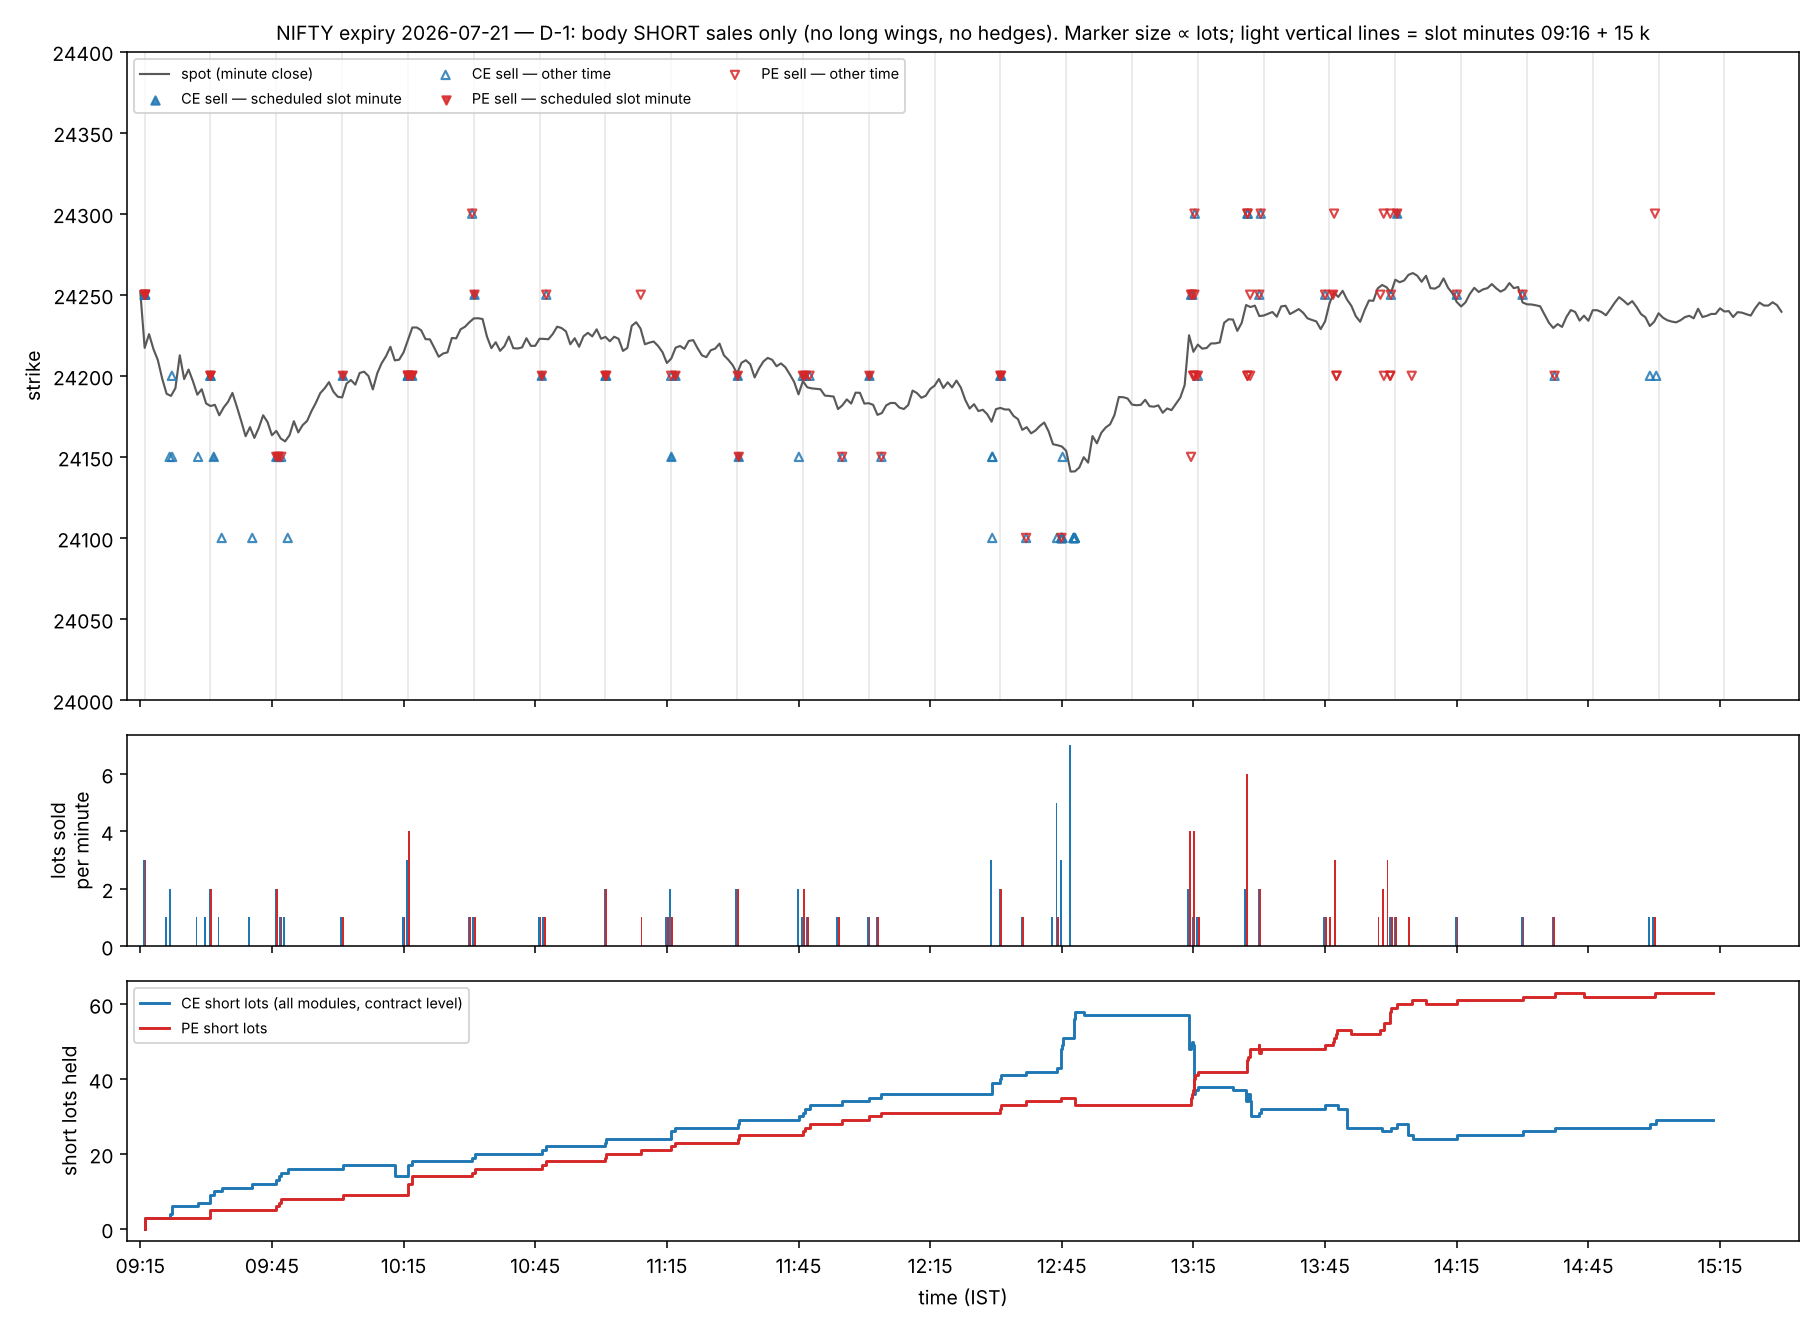 NIFTY expiry 2026-07-21 — D-1: body SHORT sales only (no long wings, no hedges). Marker size ∝ lots; light vertical lines = slot minutes 09:16 + 15 k
spot (minute close)
CE sell — scheduled slot minute
CE sell — other time
PE sell — scheduled slot minute
PE sell — other time
strike
24400
24350
24300
24250
24200
24150
24100
24050
24000
lots sold
per minute
6
4
2
0
CE short lots (all modules, contract level)
PE short lots
short lots held
60
40
20
0
09:15
09:45
10:15
10:45
11:15
11:45
12:15
12:45
13:15
13:45
14:15
14:45
15:15
time (IST)